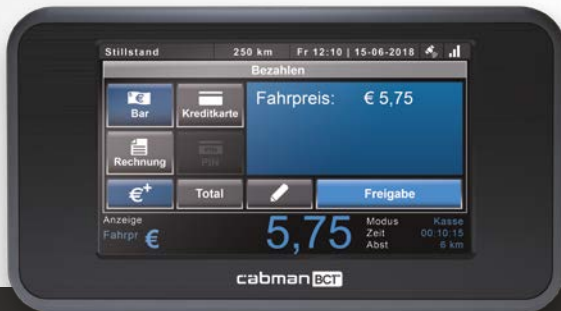 Stillstand 250 km Fr 12:10 | 15-06-2018
Bezahlen
Bar Kreditkarte Fahrpreis: € 5,75
Rechnung PIN
€+ Total Freigabe
Anzeige 5,75 Modus Kasse
Fahrpr € Zeit 00:10:15
Abst 6 km
cabman BCT